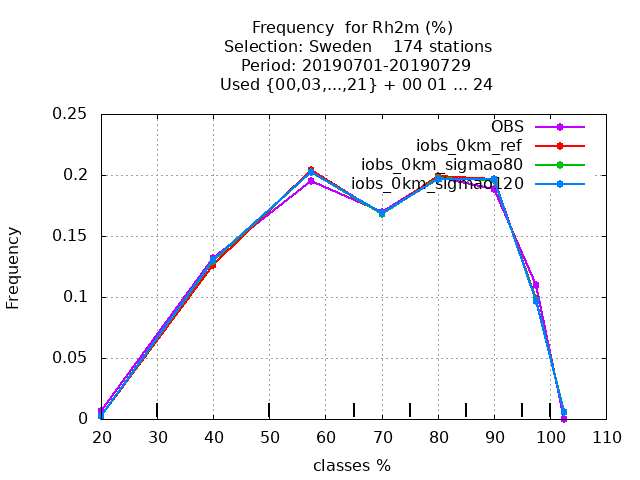 Frequency  for Rh2m (%)
Selection: Sweden    174 stations
Period: 20190701-20190729
Used {00,03,...,21} + 00 01 ... 24
OBS
iobs_0km_ref
iobs_0km_sigmao80
iobs_0km_sigmao120
0.25
0.2
0.15
0.1
0.05
0
Frequency
20 30 40 50 60 70 80 90 100 110
classes %